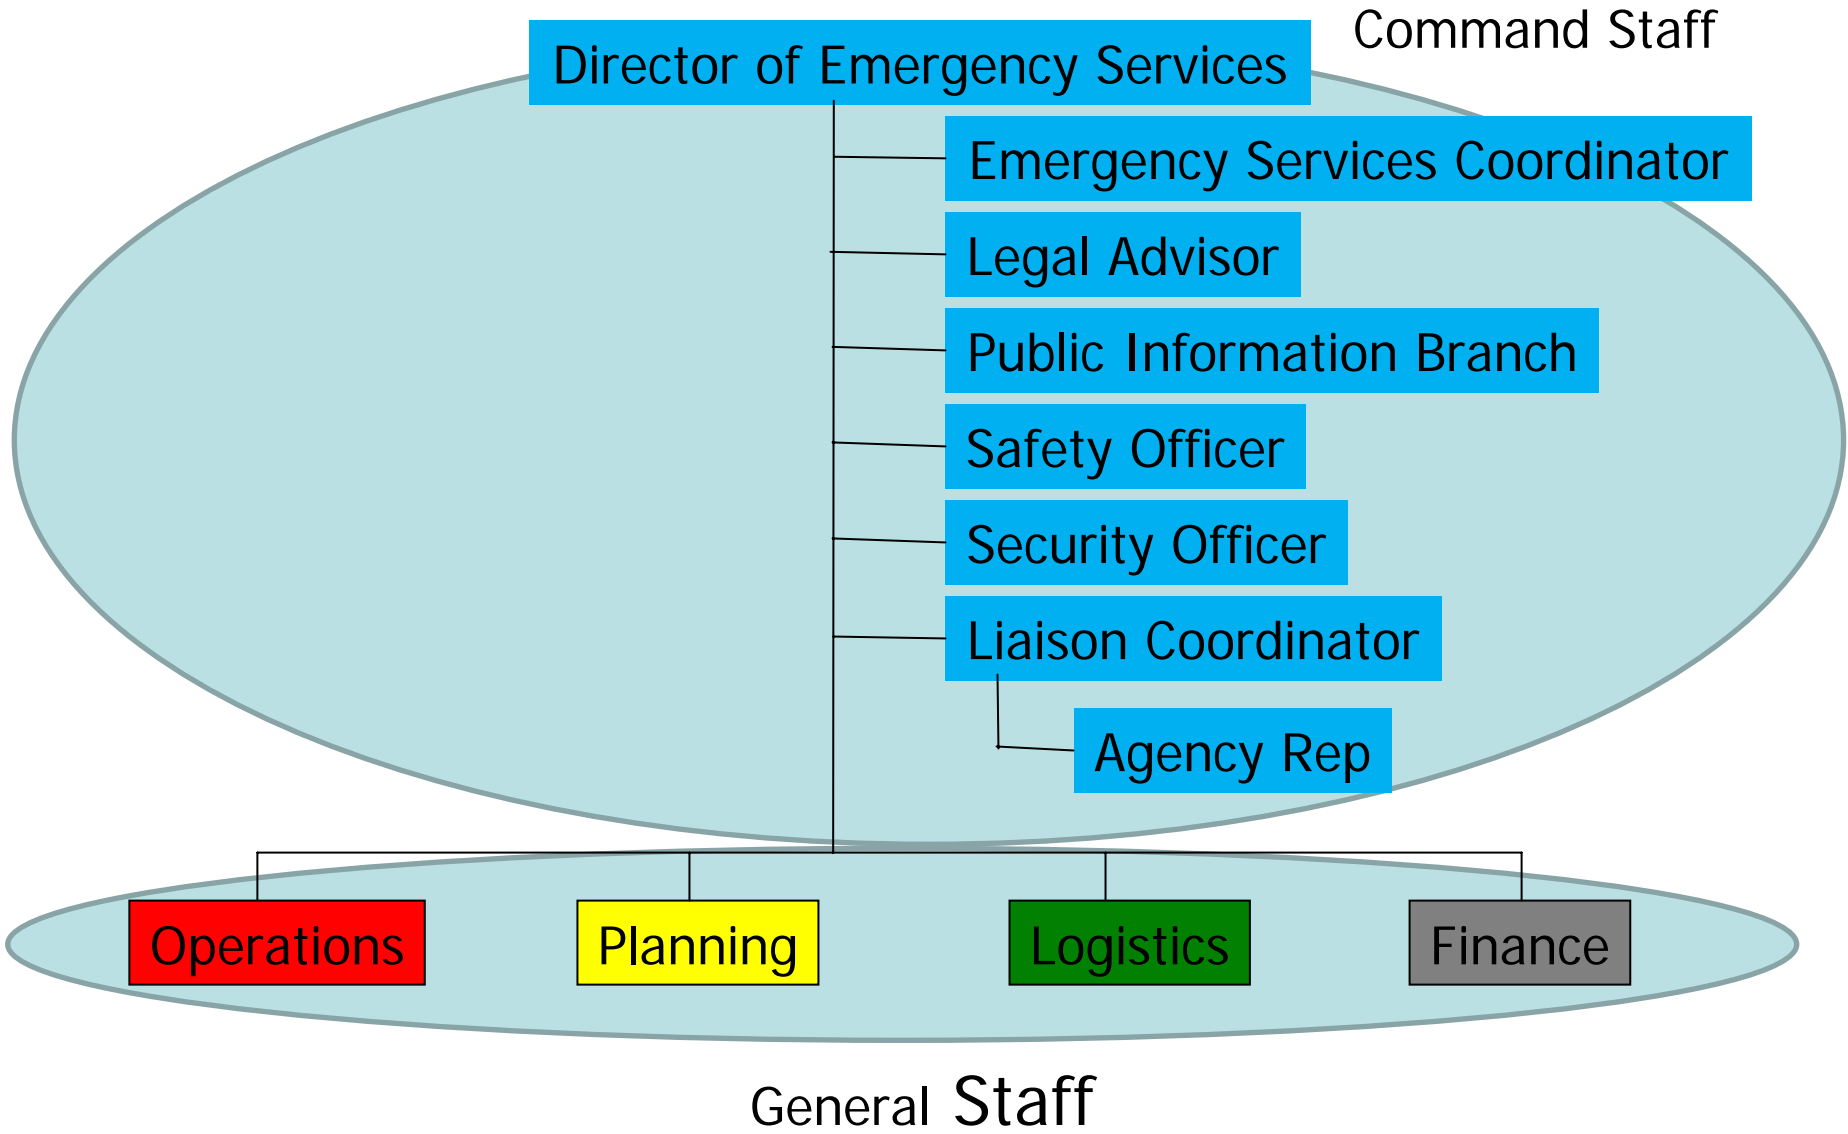 Command Staff
Director of Emergency Services
Emergency Services Coordinator
Legal Advisor
Public Information Branch
Safety Officer
Security Officer
Liaison Coordinator
Agency Rep
Operations
Planning
Logistics
Finance
General Staff